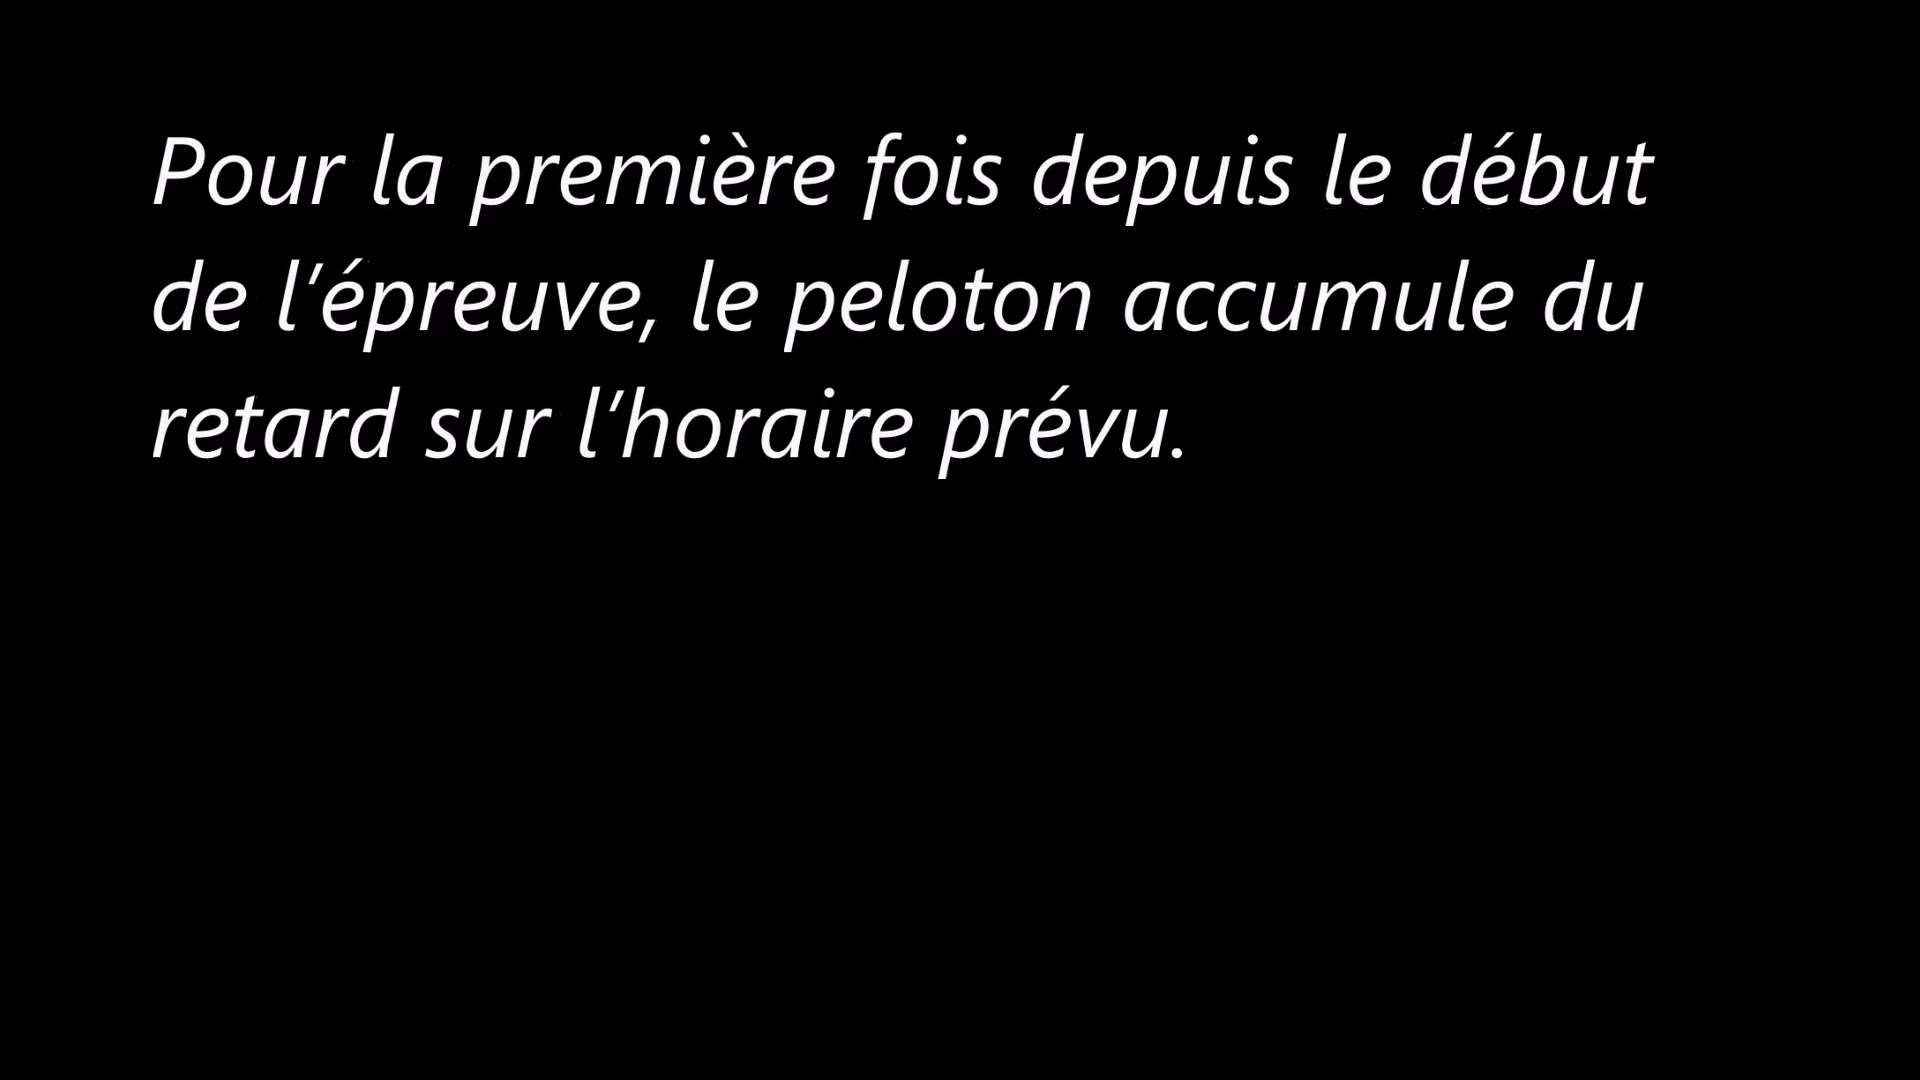 Pour la première fois depuis le début
de l’épreuve, le peloton accumule du
retard sur l’horaire prévu.